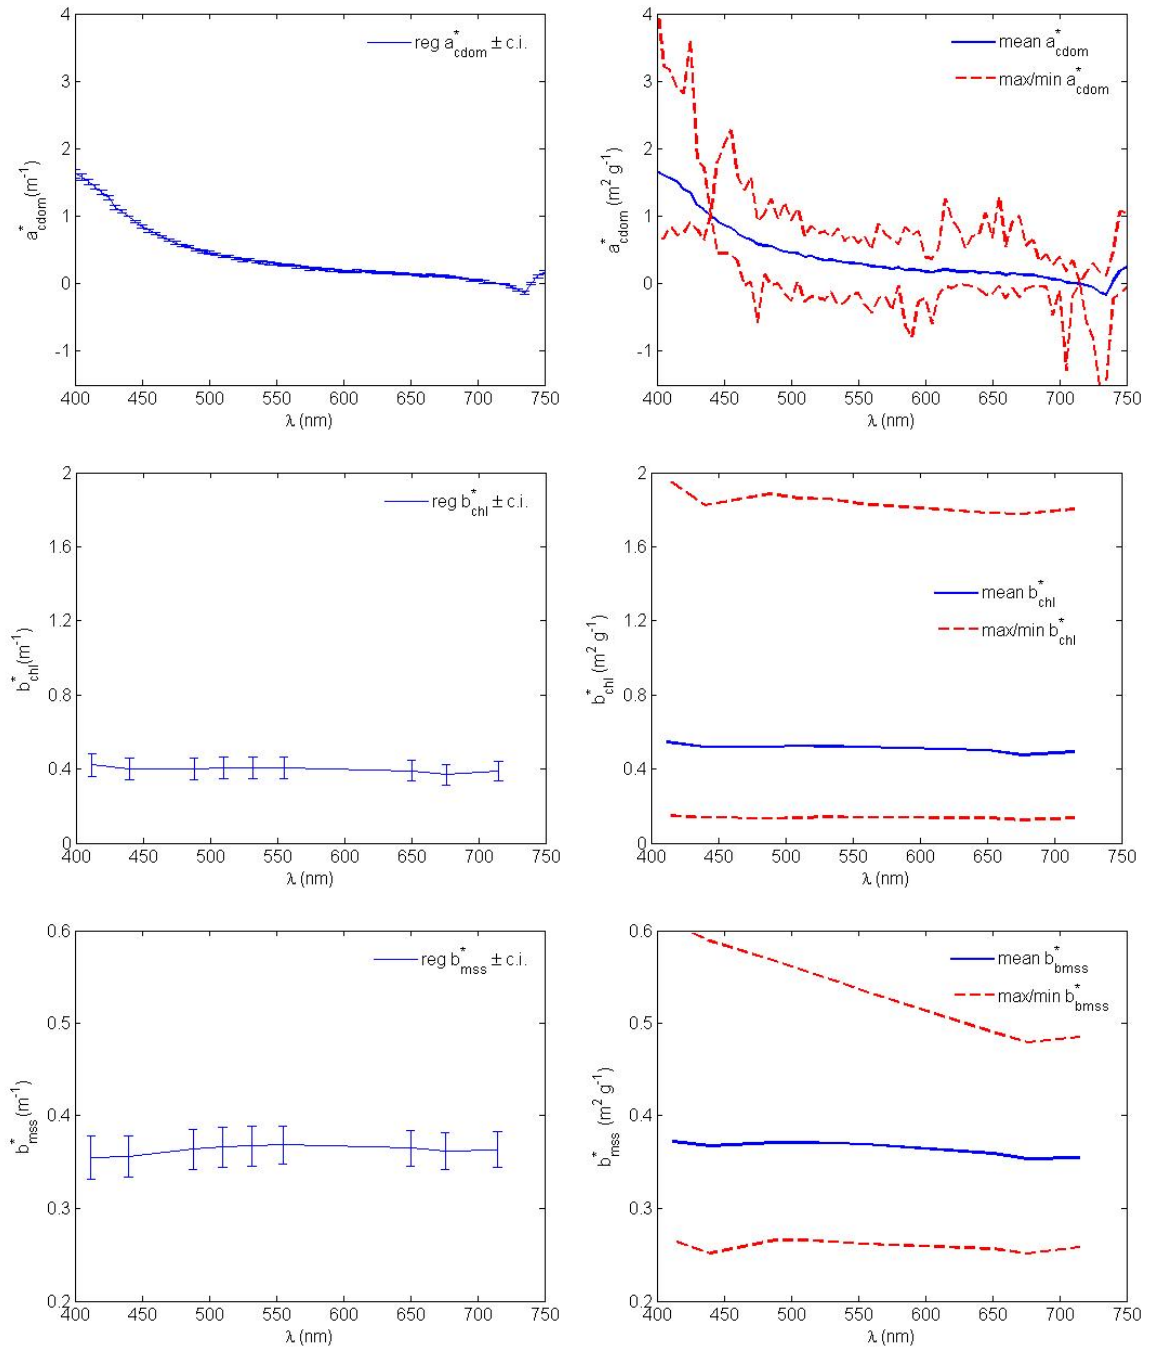 4
3
2
1
0
-1
400 450 500 550 600 650 700 750
λ (nm)
a*cdom(m-1)
reg a*cdom ± c.i.
4
3
2
1
0
-1
400 450 500 550 600 650 700 750
λ (nm)
a*cdom (m2 g-1)
mean a*cdom
max/min a*cdom
2
1.6
1.2
0.8
0.4
0
400 450 500 550 600 650 700 750
λ (nm)
b*chl(m-1)
reg b*chl ± c.i.
2
1.6
1.2
0.8
0.4
0
400 450 500 550 600 650 700 750
λ (nm)
b*chl (m2 g-1)
mean b*chl
max/min b*chl
0.6
0.5
0.4
0.3
0.2
400 450 500 550 600 650 700 750
λ (nm)
b*mss (m-1)
reg b*mss ± c.i.
0.6
0.5
0.4
0.3
0.2
400 450 500 550 600 650 700 750
λ (nm)
b*mss (m2 g-1)
mean b*bmss
max/min b*bmss